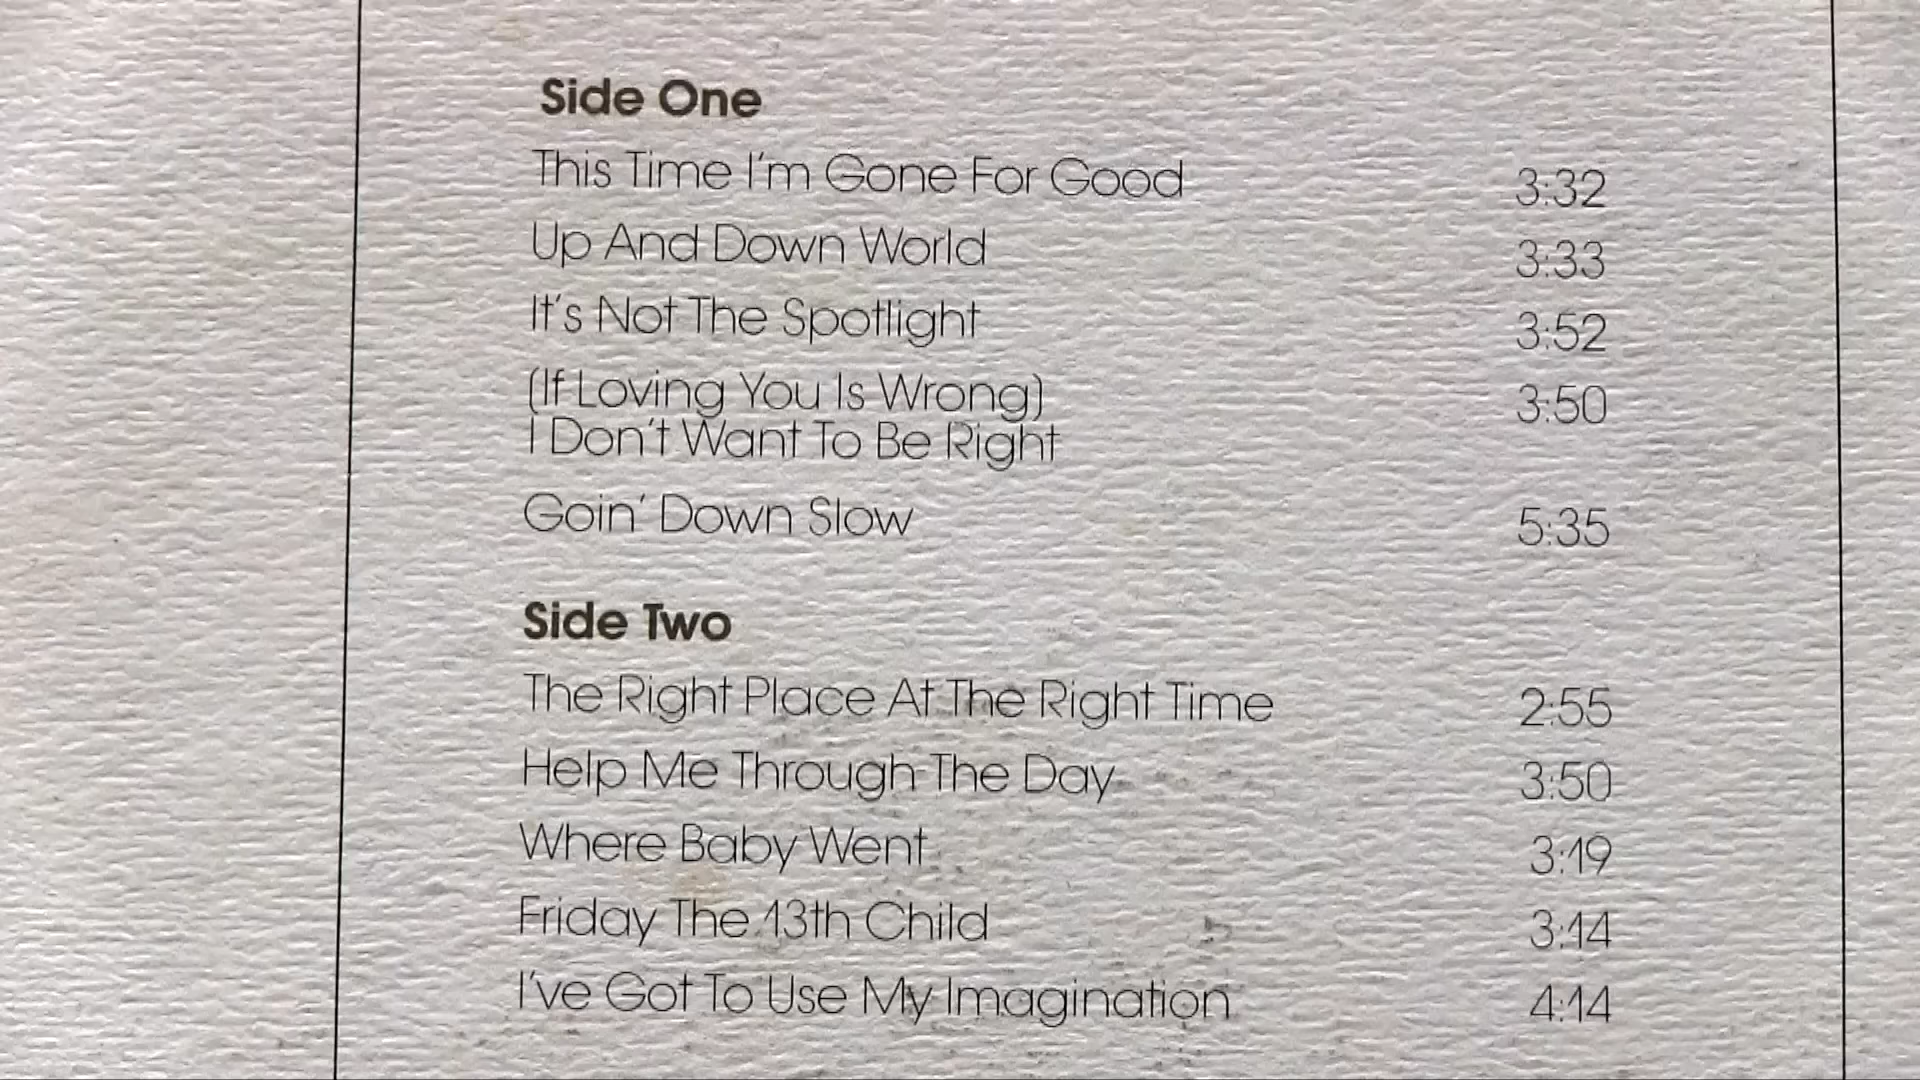 Side One
This Time I'm Gone For Good 3:32
Up And Down World 3:33
It's Not The Spotlight 3:52
(If Loving You Is Wrong) 3:50
I Don't Want To Be Right
Goin' Down Slow 5:35
Side Two
The Right Place At The Right Time 2:55
Help Me Through The Day 3:50
Where Baby Went 3:19
Friday The 13th Child 3:14
I've Got To Use My Imagination 4:14